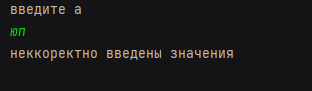 введите а
юп
неккоректно введены значения